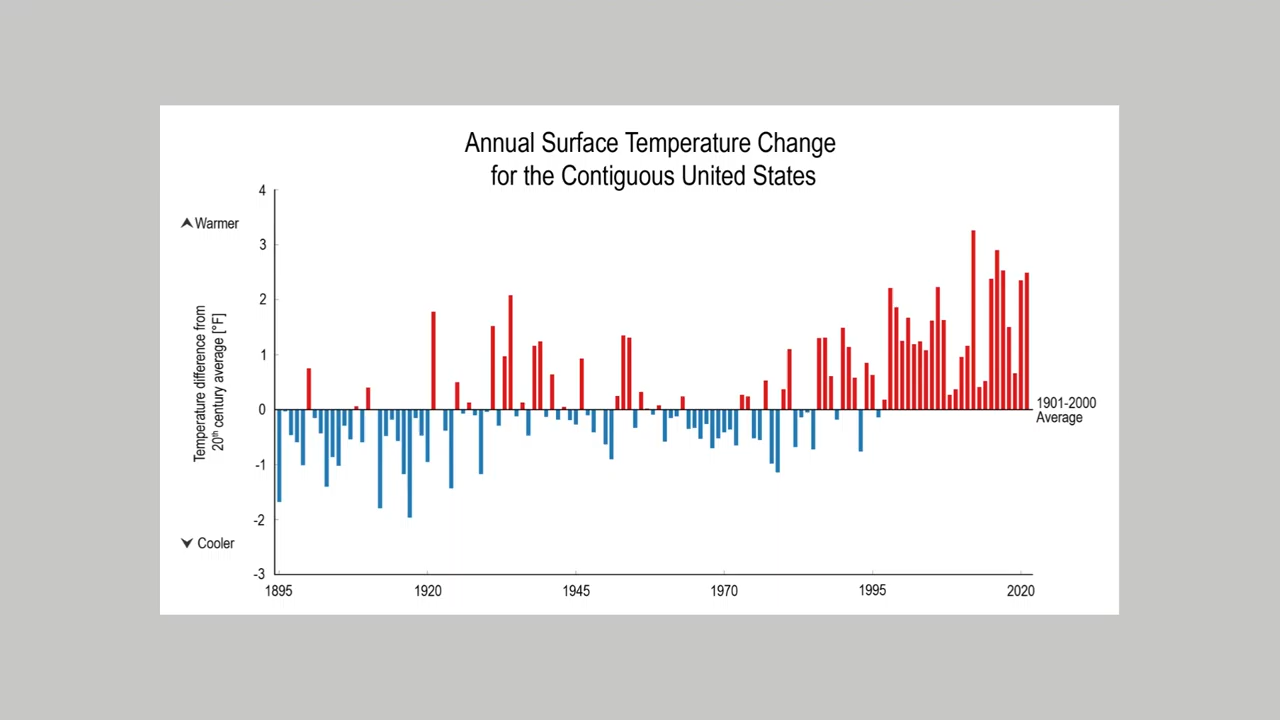 Annual Surface Temperature Change
for the Contiguous United States
4
Warmer
3
2
1
0
-1
-2
-3
Cooler
Temperature difference from
20th century average [°F]
1901-2000
Average
1895
1920
1945
1970
1995
2020